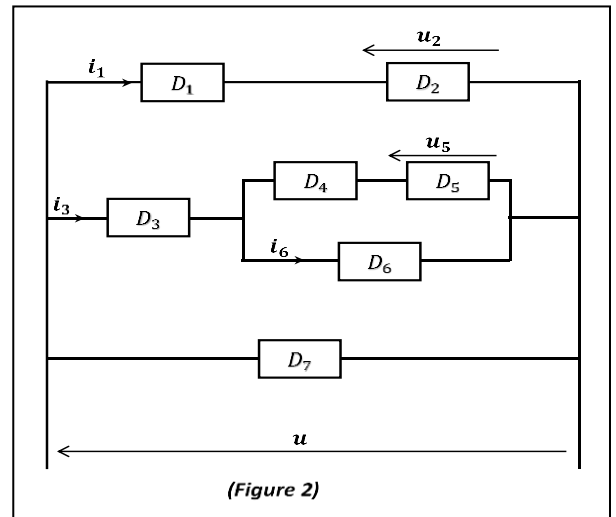 u₂
i₁ D₁ D₂
u₅
D₄ D₅
i₃ D₃
i₆ D₆
D₇
u
(Figure 2)